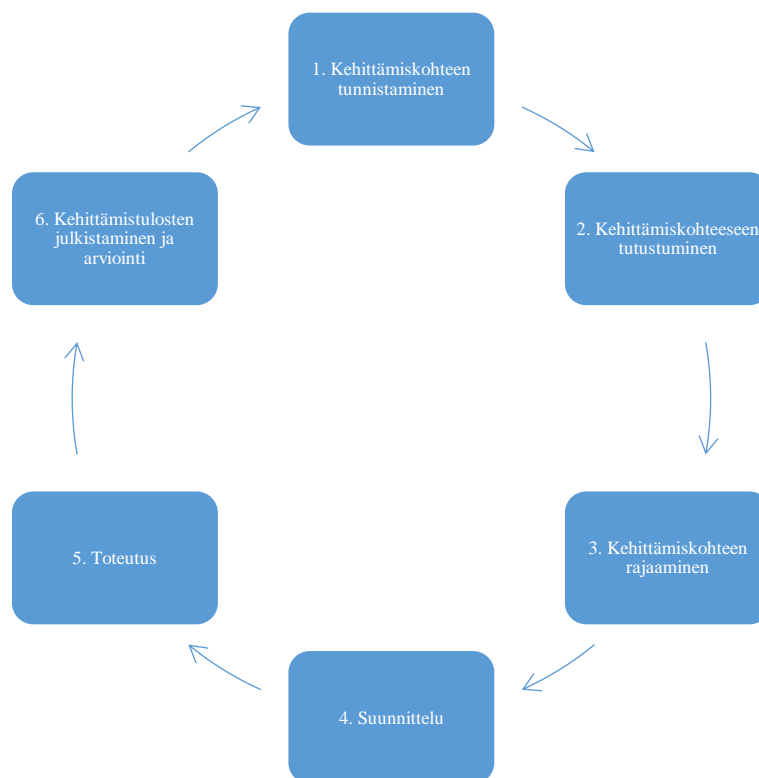 1. Kehittämiskohteen
tunnistaminen
2. Kehittämiskohteeseen
tutustuminen
3. Kehittämiskohteen
rajaaminen
4. Suunnittelu
5. Toteutus
6. Kehittämistulosten
julkistaminen ja
arviointi